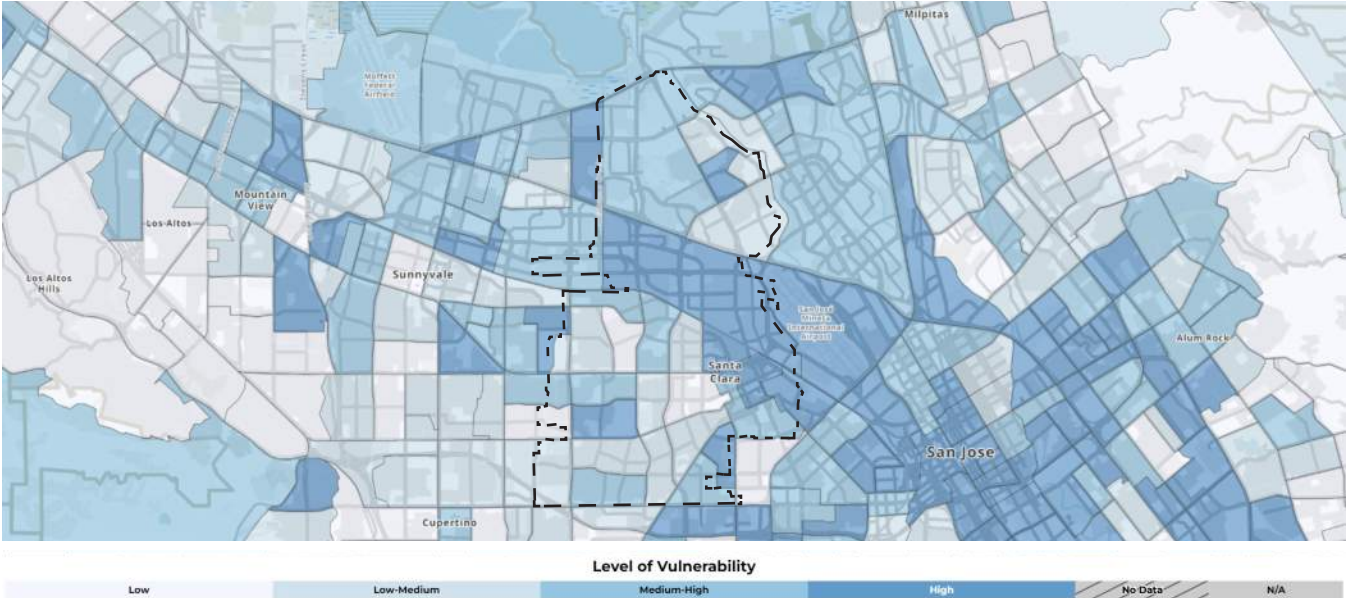 Milpitas
Moffett
Federal
Airfield
Mountain
View
Los Altos
Los Altos
Hills
Sunnyvale
San José
Mineta
International
Airport
Alum Rock
Santa
Clara
San Jose
Cupertino
Level of Vulnerability
Low
Low-Medium
Medium-High
High
No Data
N/A